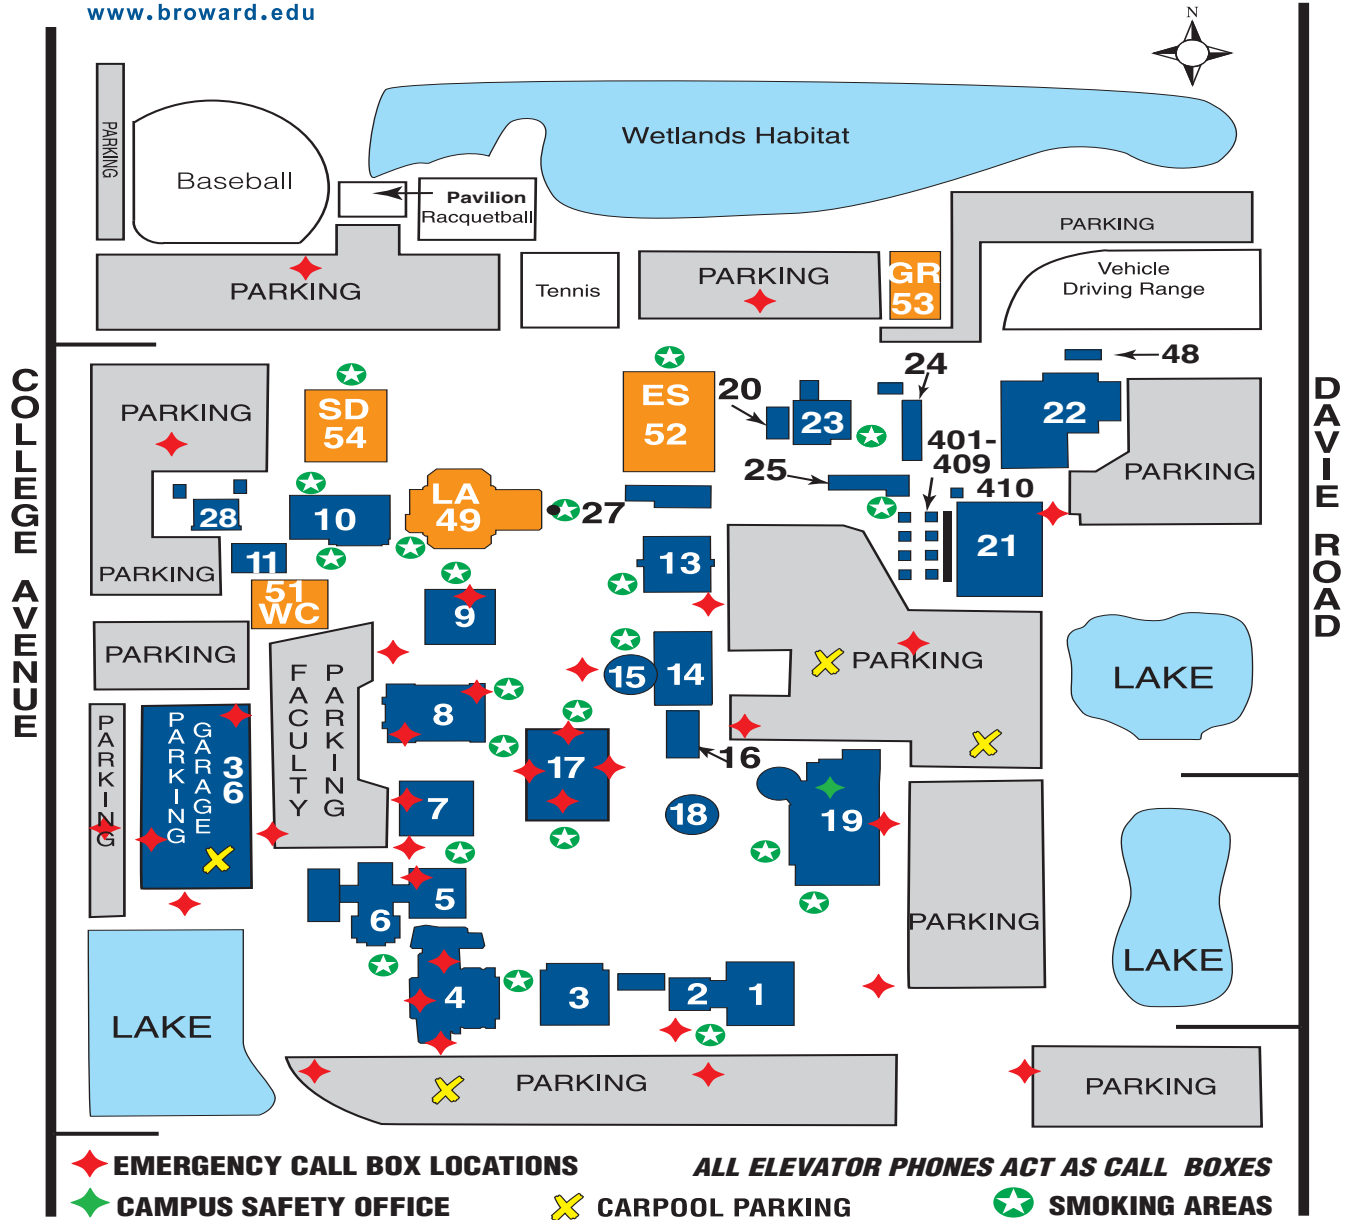 www.broward.edu
N
Wetlands Habitat
PARKING
Baseball
Pavilion
Racquetball
PARKING
PARKING
Tennis
PARKING
GR
53
Vehicle
Driving Range
COLLEGE AVENUE
DAVIE ROAD
48
24
20
PARKING
SD
54
ES
52
23
22
401-
409
25
410
PARKING
LA
49
27
28
10
21
11
13
PARKING
51
WC
9
PARKING
FACULTY
PARKING
15
14
PARKING
LAKE
8
PARKING
PARKING
GARAGE
36
17
16
7
18
19
5
6
PARKING
LAKE
4
3
2
1
LAKE
PARKING
PARKING
EMERGENCY CALL BOX LOCATIONS
ALL ELEVATOR PHONES ACT AS CALL BOXES
CAMPUS SAFETY OFFICE
CARPOOL PARKING
SMOKING AREAS